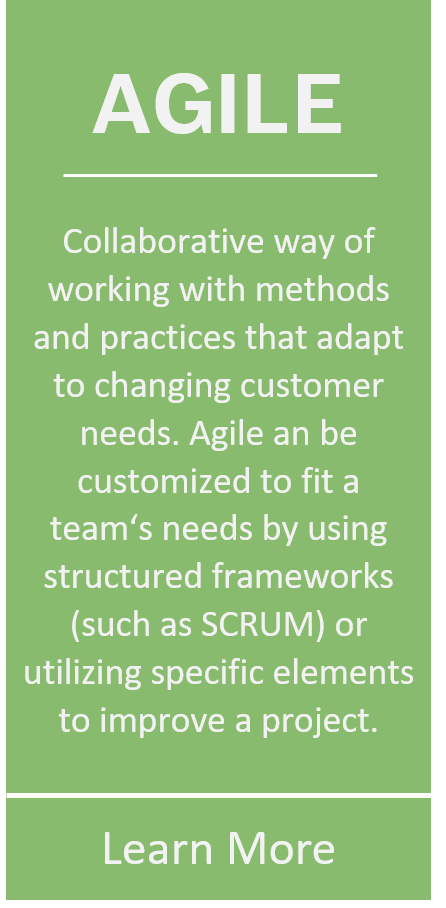 AGILE
Collaborative way of
working with methods
and practices that adapt
to changing customer
needs. Agile an be
customized to fit a
team‘s needs by using
structured frameworks
(such as SCRUM) or
utilizing specific elements
to improve a project.
Learn More